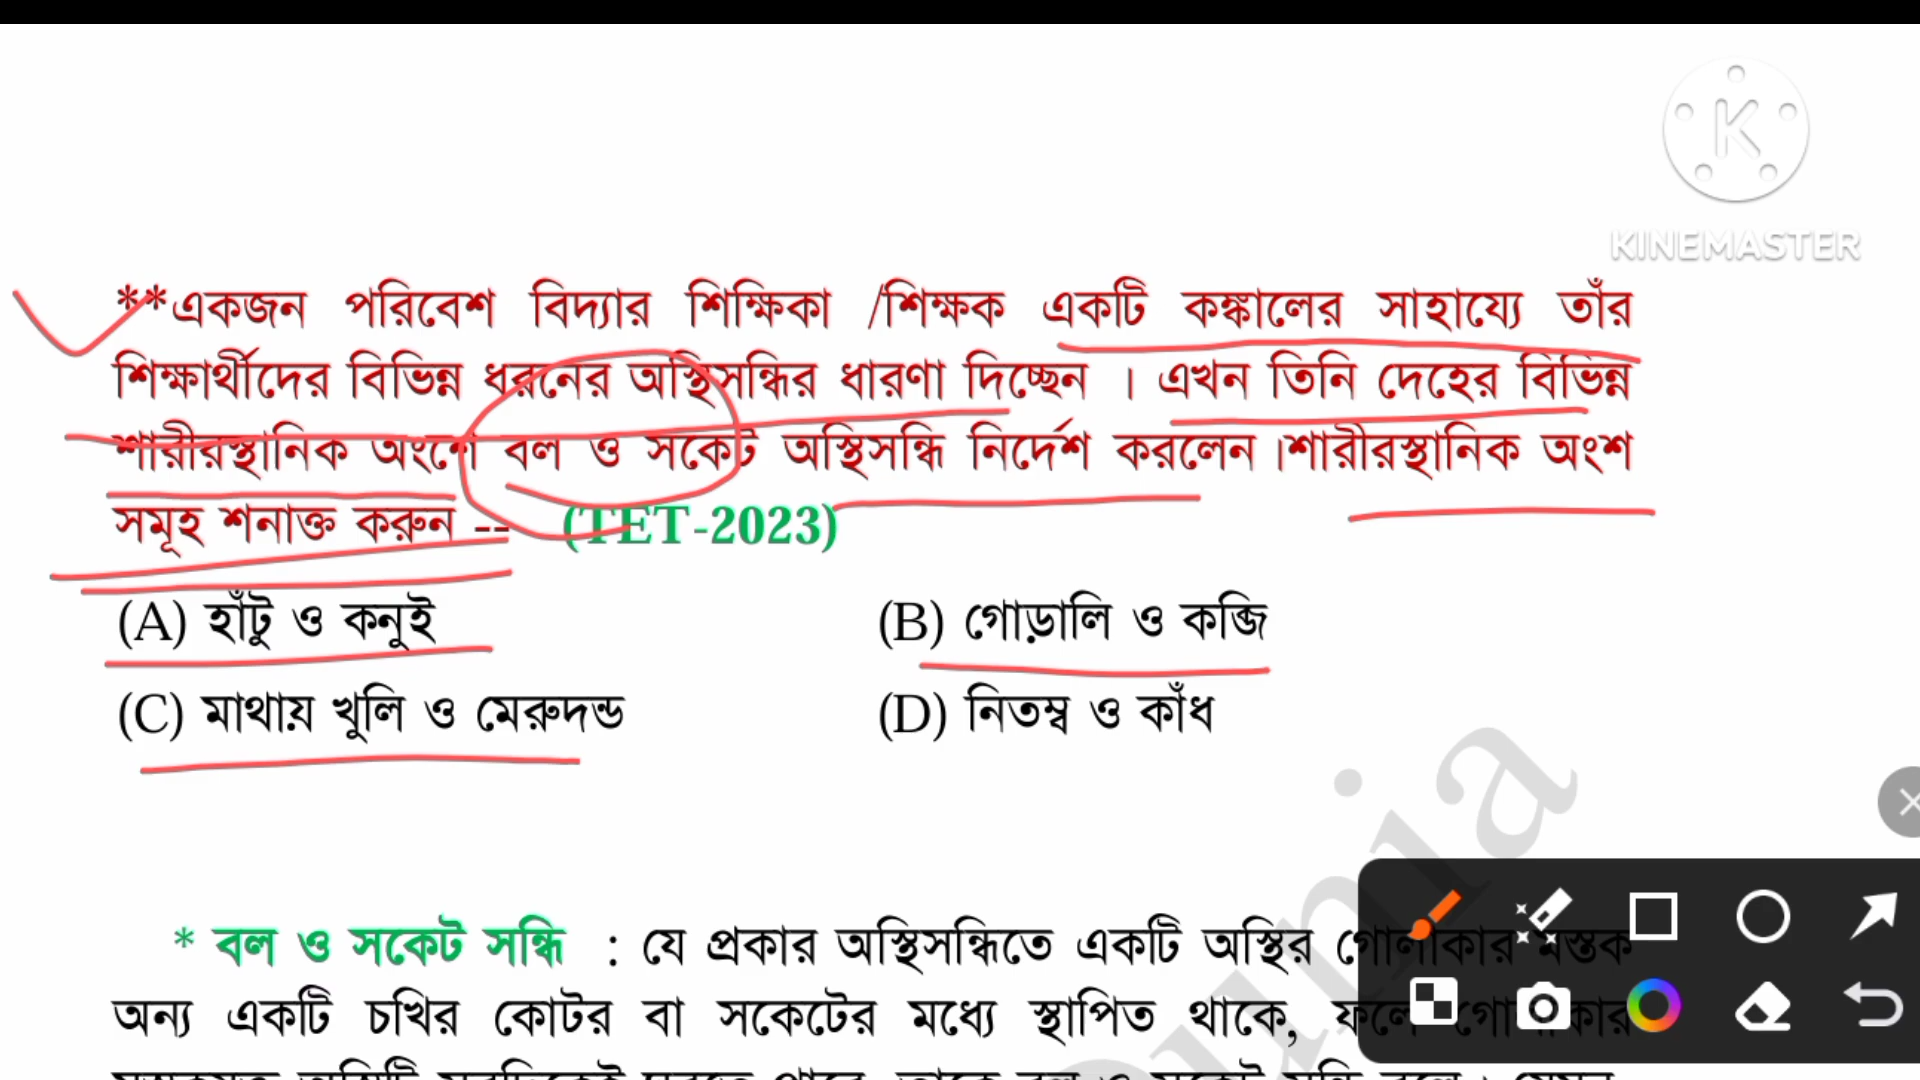 KINEMASTER
**একজন পরিবেশ বিদ্যার শিক্ষিকা /শিক্ষক একটি কঙ্কালের সাহায্যে তাঁর
শিক্ষার্থীদের বিভিন্ন ধরনের অস্থিসন্ধির ধারণা দিচ্ছেন । এখন তিনি দেহের বিভিন্ন
শারীরস্থানিক অংশে বল ও সকেট অস্থিসন্ধি নির্দেশ করলেন।শারীরস্থানিক অংশ
সমূহ শনাক্ত করুন -- (TET-2023)
(A) হাঁটু ও কনুই
(B) গোড়ালি ও কব্জি
(C) মাথায় খুলি ও মেরুদন্ড
(D) নিতম্ব ও কাঁধ
* বল ও সকেট সন্ধি : যে প্রকার অস্থিসন্ধিতে একটি অস্থির গোলাকার মস্তক
অন্য একটি চখির কোটর বা সকেটের মধ্যে স্থাপিত থাকে, ফলে গোলাকার